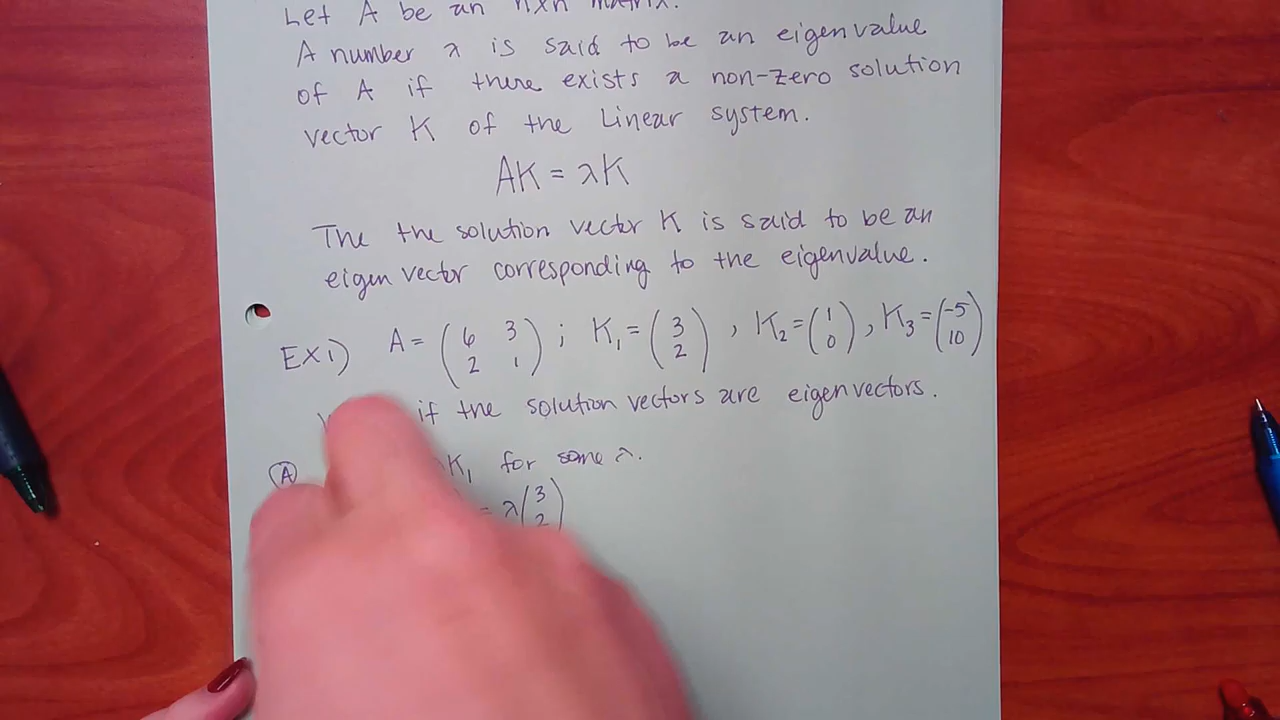 Let A be an nxn matrix.
A number λ is said to be an eigenvalue
of A if there exists a non-zero solution
vector K of the Linear system.
AK = λK
The the solution vector K is said to be an
eigenvector corresponding to the eigenvalue.
EX1) A = (6 3; 2 1) ; K₁ = (3; 2) , K₂ = (1; 0) , K₃ = (-5; 10)
if the solution vectors are eigenvectors.
Ⓐ K₁ for some λ.
= λ(3; 2)